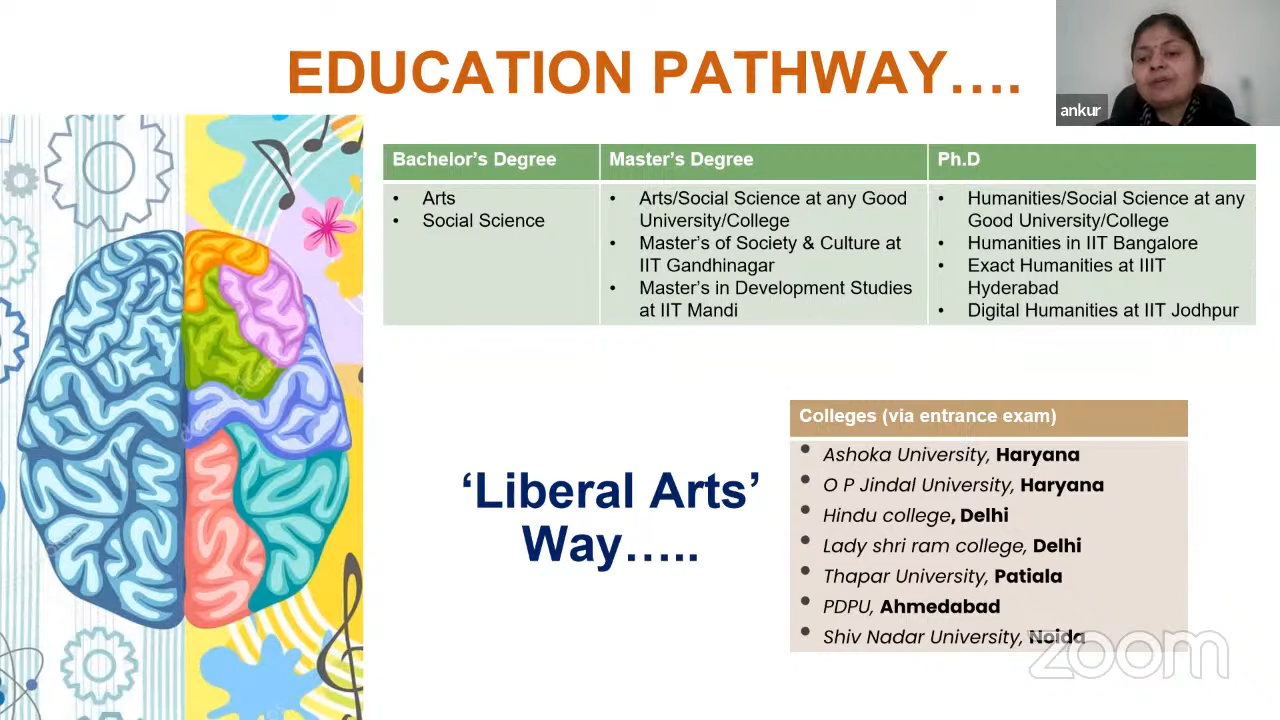 EDUCATION PATHWAY….
ankur
Bachelor's Degree
• Arts
• Social Science
Master's Degree
• Arts/Social Science at any Good
University/College
• Master's of Society & Culture at
IIT Gandhinagar
• Master's in Development Studies
at IIT Mandi
Ph.D
• Humanities/Social Science at any
Good University/College
• Humanities in IIT Bangalore
• Exact Humanities at IIIT
Hyderabad
• Digital Humanities at IIT Jodhpur
'Liberal Arts'
Way…..
Colleges (via entrance exam)
• Ashoka University, Haryana
• O P Jindal University, Haryana
• Hindu college, Delhi
• Lady shri ram college, Delhi
• Thapar University, Patiala
• PDPU, Ahmedabad
• Shiv Nadar University, Noida
zoom